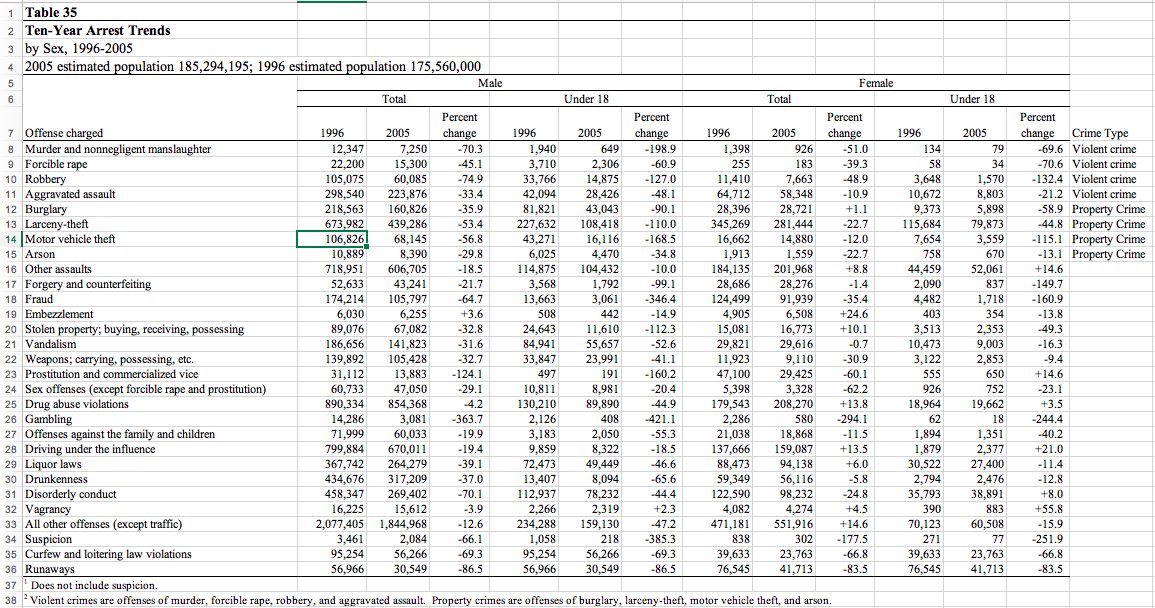 1 Table 35
2 Ten-Year Arrest Trends
3 by Sex, 1996-2005
4 2005 estimated population 185,294,195; 1996 estimated population 175,560,000
5 Male Female
6 Total Under 18 Total Under 18
Percent Percent Percent Percent
7 Offense charged 1996 2005 change 1996 2005 change 1996 2005 change 1996 2005 change Crime Type
8 Murder and nonnegligent manslaughter 12,347 7,250 -70.3 1,940 649 -198.9 1,398 926 -51.0 134 79 -69.6 Violent crime
9 Forcible rape 22,200 15,300 -45.1 3,710 2,306 -60.9 255 183 -39.3 58 34 -70.6 Violent crime
10 Robbery 105,075 60,085 -74.9 33,766 14,875 -127.0 11,410 7,663 -48.9 3,648 1,570 -132.4 Violent crime
11 Aggravated assault 298,540 223,876 -33.4 42,094 28,426 -48.1 64,712 58,348 -10.9 10,672 8,803 -21.2 Violent crime
12 Burglary 218,563 160,826 -35.9 81,821 43,043 -90.1 28,396 28,721 +1.1 9,373 5,898 -58.9 Property Crime
13 Larceny-theft 673,982 439,286 -53.4 227,632 108,418 -110.0 345,269 281,444 -22.7 115,684 79,873 -44.8 Property Crime
14 Motor vehicle theft 106,826 68,145 -56.8 43,271 16,116 -168.5 16,662 14,880 -12.0 7,654 3,559 -115.1 Property Crime
15 Arson 10,889 8,390 -29.8 6,025 4,470 -34.8 1,913 1,559 -22.7 758 670 -13.1 Property Crime
16 Other assaults 718,951 606,705 -18.5 114,875 104,432 -10.0 184,135 201,968 +8.8 44,459 52,061 +14.6
17 Forgery and counterfeiting 52,633 43,241 -21.7 3,568 1,792 -99.1 28,686 28,276 -1.4 2,090 837 -149.7
18 Fraud 174,214 105,797 -64.7 13,663 3,061 -346.4 124,499 91,939 -35.4 4,482 1,718 -160.9
19 Embezzlement 6,030 6,255 +3.6 508 442 -14.9 4,905 6,508 +24.6 403 354 -13.8
20 Stolen property; buying, receiving, possessing 89,076 67,082 -32.8 24,643 11,610 -112.3 15,081 16,773 +10.1 3,513 2,353 -49.3
21 Vandalism 186,656 141,823 -31.6 84,941 55,657 -52.6 29,821 29,616 -0.7 10,473 9,003 -16.3
22 Weapons; carrying, possessing, etc. 139,892 105,428 -32.7 33,847 23,991 -41.1 11,923 9,110 -30.9 3,122 2,853 -9.4
23 Prostitution and commercialized vice 31,112 13,883 -124.1 497 191 -160.2 47,100 29,425 -60.1 555 650 +14.6
24 Sex offenses (except forcible rape and prostitution) 60,733 47,050 -29.1 10,811 8,981 -20.4 5,398 3,328 -62.2 926 752 -23.1
25 Drug abuse violations 890,334 854,368 -4.2 130,210 89,890 -44.9 179,543 208,270 +13.8 18,964 19,662 +3.5
26 Gambling 14,286 3,081 -363.7 2,126 408 -421.1 2,286 580 -294.1 62 18 -244.4
27 Offenses against the family and children 71,999 60,033 -19.9 3,183 2,050 -55.3 21,038 18,868 -11.5 1,894 1,351 -40.2
28 Driving under the influence 799,884 670,011 -19.4 9,859 8,322 -18.5 137,666 159,087 +13.5 1,879 2,377 +21.0
29 Liquor laws 367,742 264,279 -39.1 72,473 49,449 -46.6 88,473 94,138 +6.0 30,522 27,400 -11.4
30 Drunkenness 434,676 317,209 -37.0 13,407 8,094 -65.6 59,349 56,116 -5.8 2,794 2,476 -12.8
31 Disorderly conduct 458,347 269,402 -70.1 112,937 78,232 -44.4 122,590 98,232 -24.8 35,793 38,891 +8.0
32 Vagrancy 16,225 15,612 -3.9 2,266 2,319 +2.3 4,082 4,274 +4.5 390 883 +55.8
33 All other offenses (except traffic) 2,077,405 1,844,968 -12.6 234,288 159,130 -47.2 471,181 551,916 +14.6 70,123 60,508 -15.9
34 Suspicion 3,461 2,084 -66.1 1,058 218 -385.3 838 302 -177.5 271 77 -251.9
35 Curfew and loitering law violations 95,254 56,266 -69.3 95,254 56,266 -69.3 39,633 23,763 -66.8 39,633 23,763 -66.8
36 Runaways 56,966 30,549 -86.5 56,966 30,549 -86.5 76,545 41,713 -83.5 76,545 41,713 -83.5
37 1 Does not include suspicion.
38 2 Violent crimes are offenses of murder, forcible rape, robbery, and aggravated assault. Property crimes are offenses of burglary, larceny-theft, motor vehicle theft, and arson.